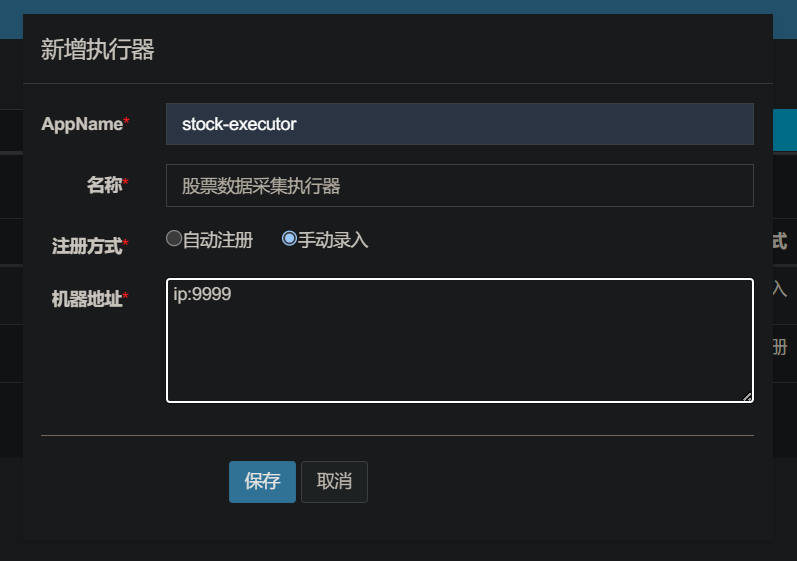 新增执行器
AppName*
stock-executor
名称*
股票数据采集执行器
注册方式*
自动注册 手动录入
式
机器地址*
ip:9999
入
册
保存 取消